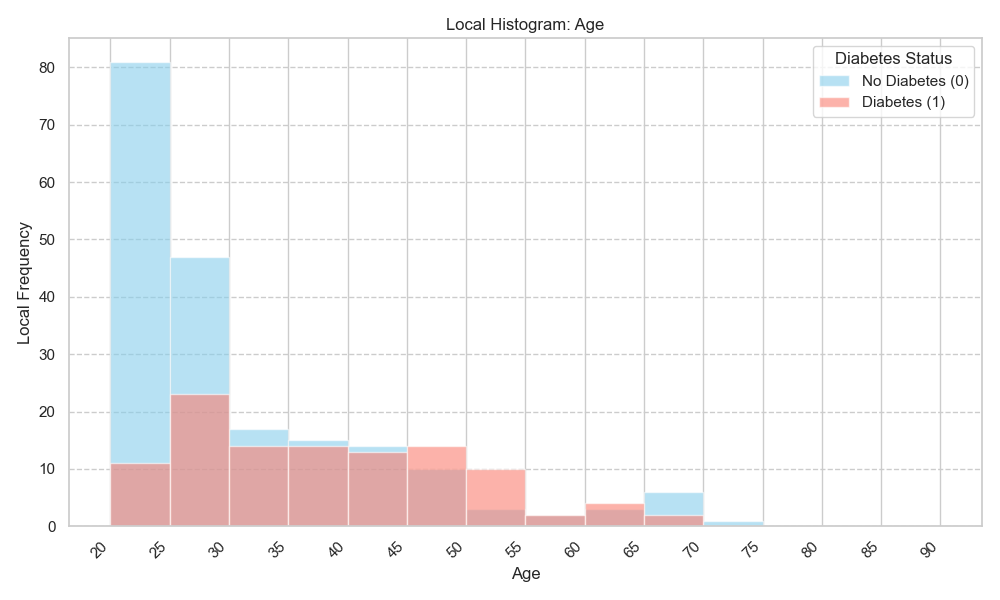 Local Histogram: Age
Diabetes Status
No Diabetes (0)
Diabetes (1)
Local Frequency
80
70
60
50
40
30
20
10
0
20 25 30 35 40 45 50 55 60 65 70 75 80 85 90
Age